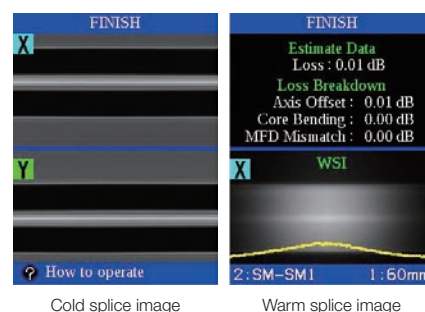 FINISH
X
Y
? How to operate
Cold splice image
FINISH
Estimate Data
Loss : 0.01 dB
Loss Breakdown
Axis Offset : 0.01 dB
Core Bending : 0.00 dB
MFD Mismatch : 0.00 dB
X WSI
2:SM-SM1 1:60mm
Warm splice image